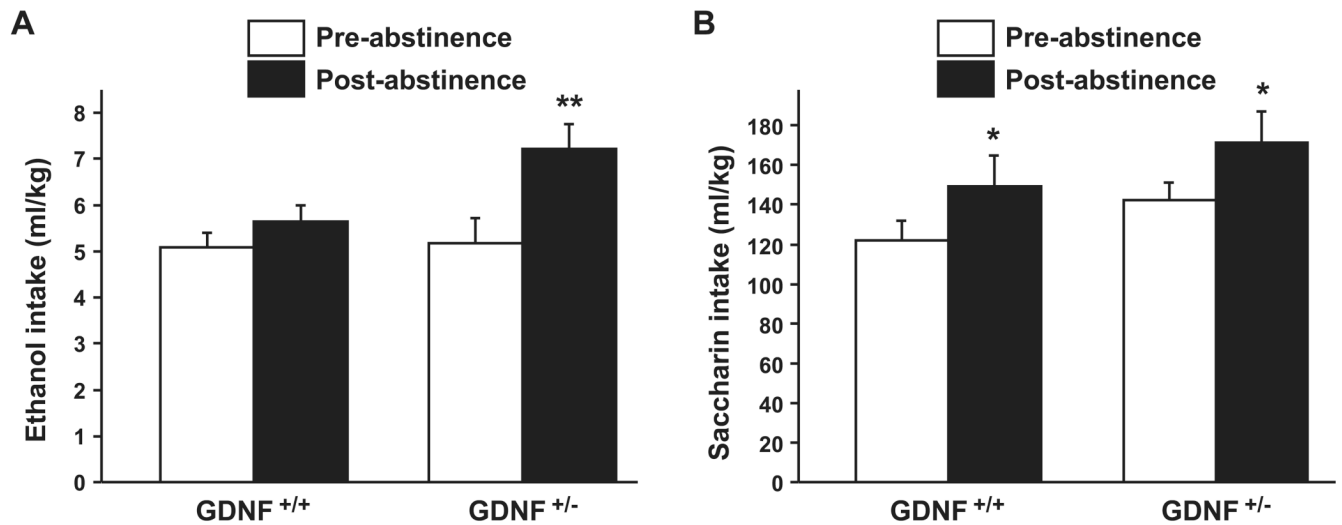 A
Pre-abstinence
Post-abstinence
Ethanol intake (ml/kg)
8
7
6
5
4
3
2
1
0
**
GDNF +/+
GDNF +/-
B
Pre-abstinence
Post-abstinence
Saccharin intake (ml/kg)
180
160
140
120
100
80
60
40
20
0
*
*
GDNF +/+
GDNF +/-